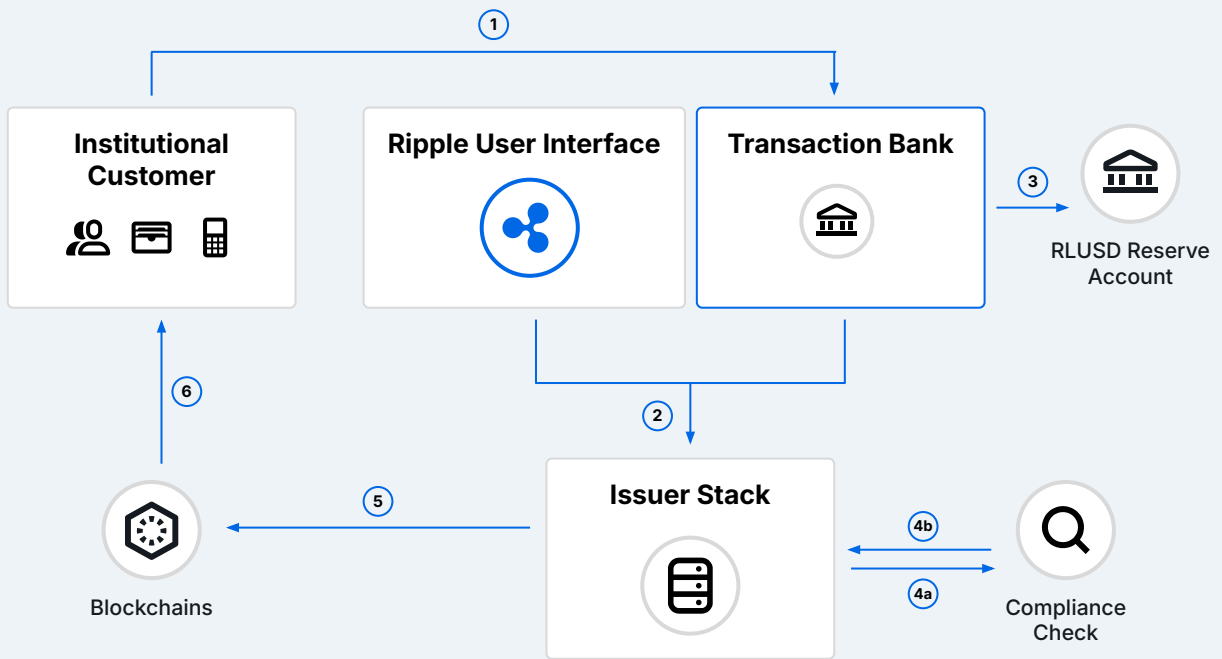 1
Institutional
Customer
Ripple User Interface
Transaction Bank
3
RLUSD Reserve
Account
6
2
Issuer Stack
5
4b
4a
Blockchains
Compliance
Check